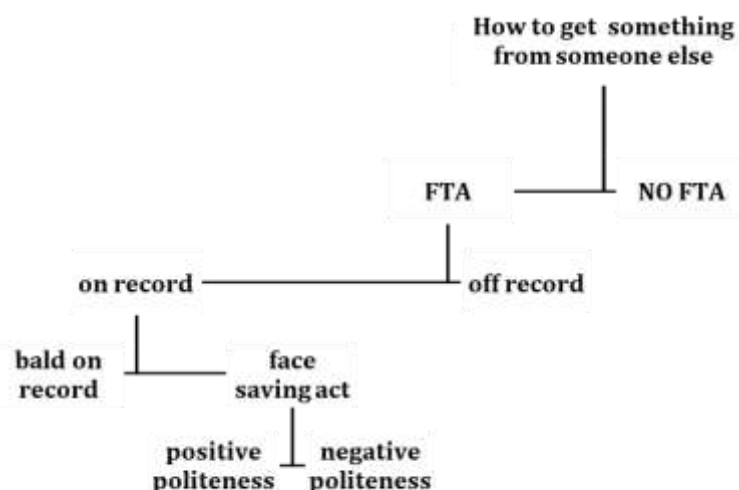 How to get something
from someone else
FTA
NO FTA
on record
off record
bald on
record
face
saving act
positive
politeness
negative
politeness